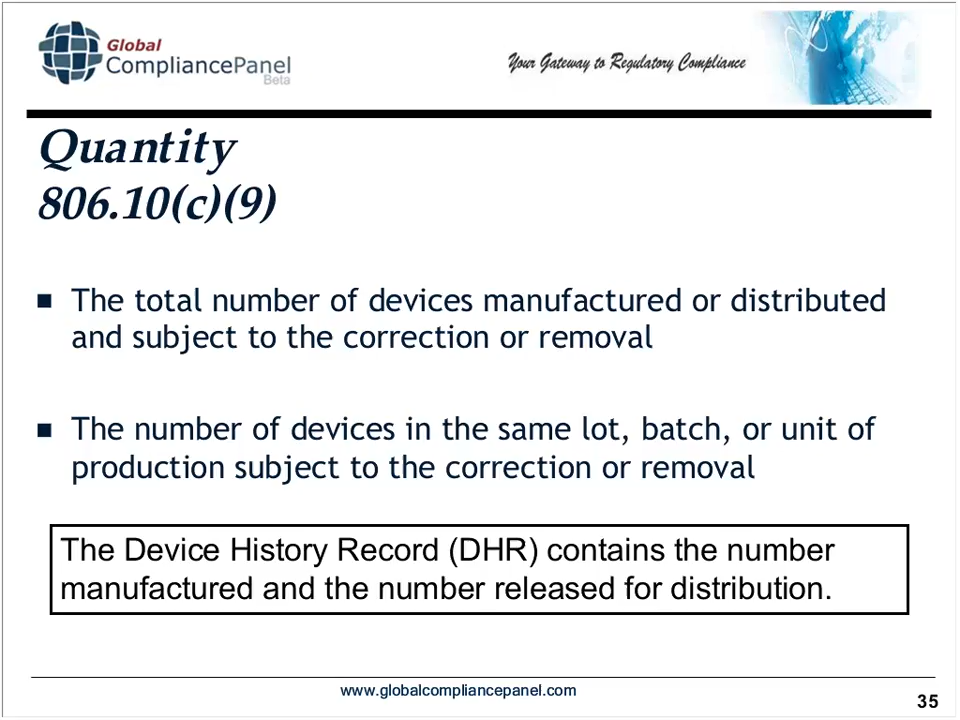 Global
CompliancePanel
Beta
Your Gateway to Regulatory Compliance
Quantity
806.10(c)(9)
■ The total number of devices manufactured or distributed
and subject to the correction or removal
■ The number of devices in the same lot, batch, or unit of
production subject to the correction or removal
The Device History Record (DHR) contains the number
manufactured and the number released for distribution.
www.globalcompliancepanel.com
35